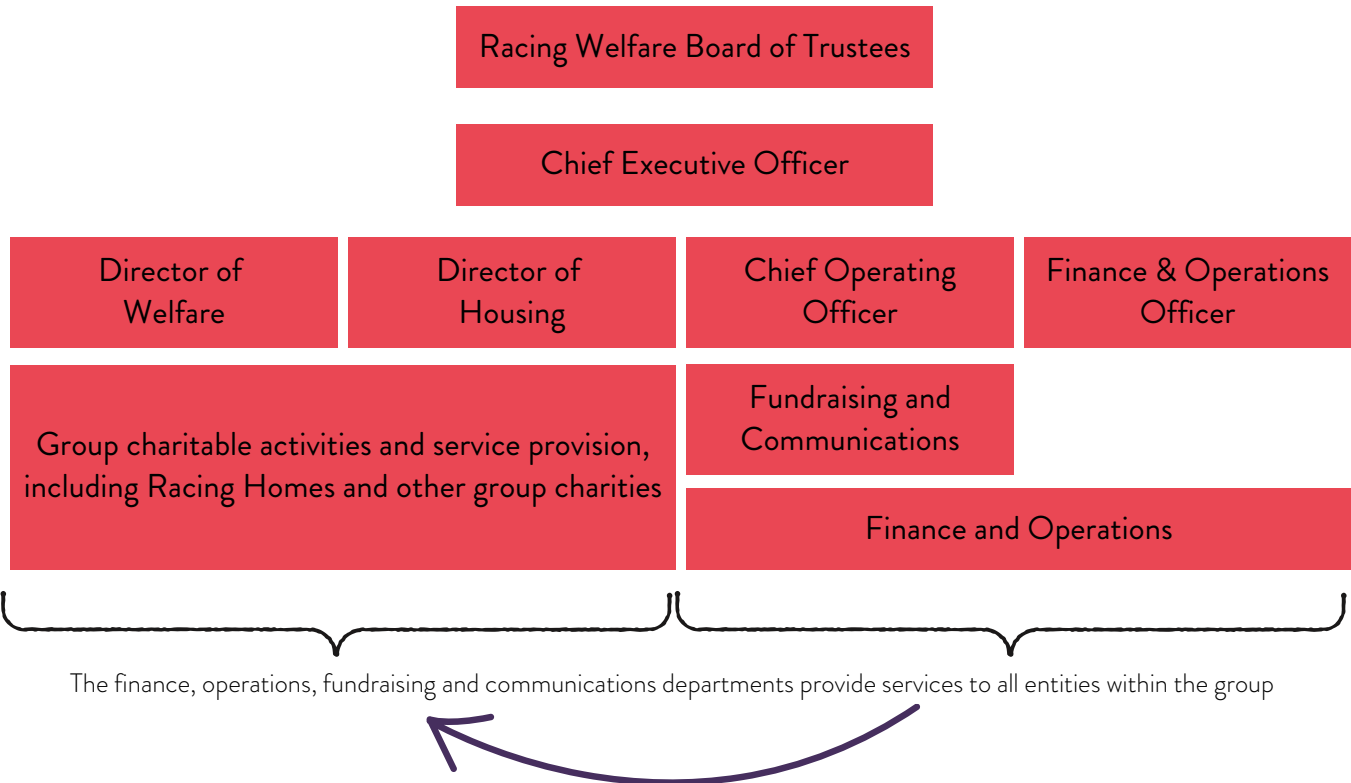 Racing Welfare Board of Trustees
Chief Executive Officer
Director of
Welfare
Director of
Housing
Chief Operating
Officer
Finance & Operations
Officer
Group charitable activities and service provision,
including Racing Homes and other group charities
Fundraising and
Communications
Finance and Operations
The finance, operations, fundraising and communications departments provide services to all entities within the group